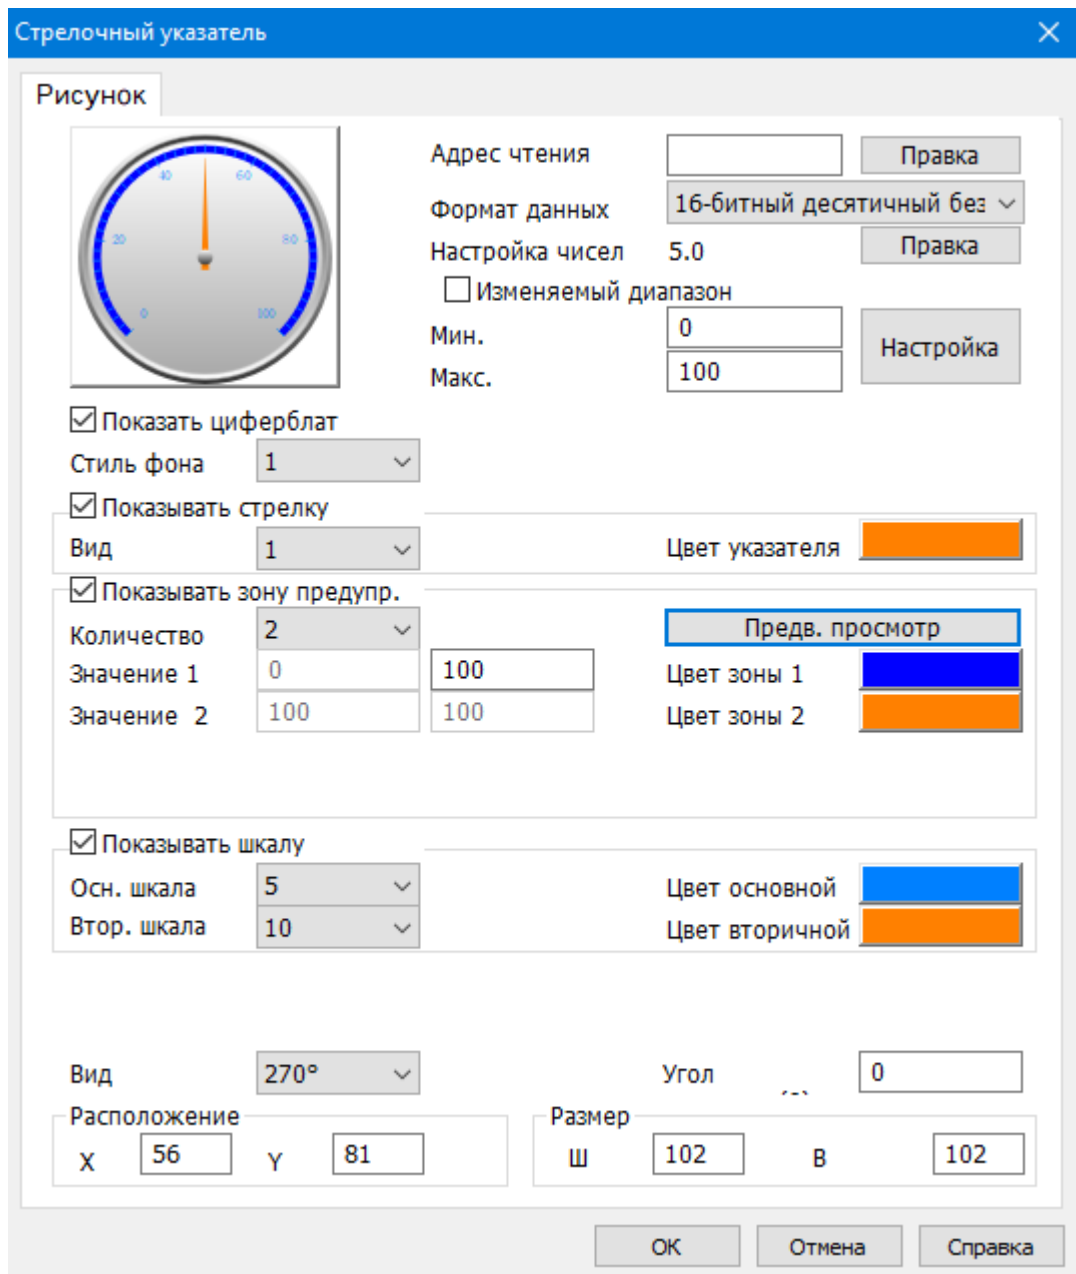 Стрелочный указатель
Рисунок
40 60
20 80
0 100
Адрес чтения Правка
Формат данных 16-битный десятичный без
Настройка чисел 5.0 Правка
Изменяемый диапазон
Мин. 0
Настройка
Макс. 100
Показать циферблат
Стиль фона 1
Показывать стрелку
Вид 1 Цвет указателя
Показывать зону предупр.
Количество 2 Предв. просмотр
Значение 1 0 100 Цвет зоны 1
Значение 2 100 100 Цвет зоны 2
Показывать шкалу
Осн. шкала 5 Цвет основной
Втор. шкала 10 Цвет вторичной
Вид 270° Угол 0
Расположение Размер
X 56 Y 81 Ш 102 В 102
ОК Отмена Справка